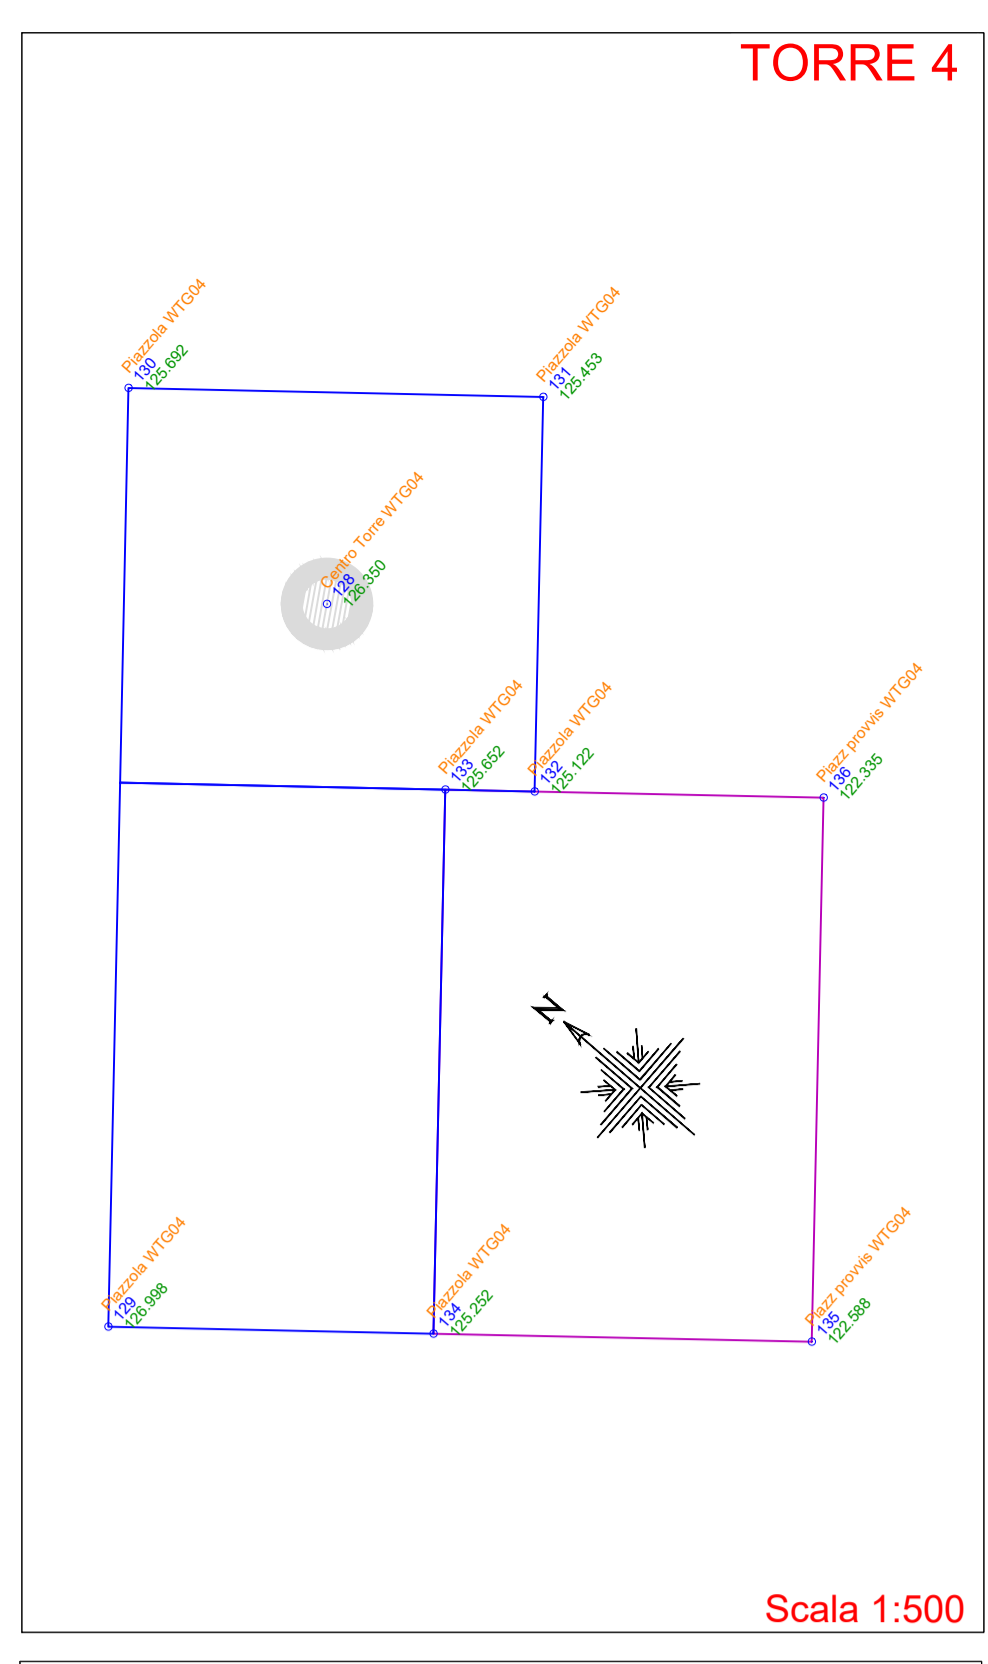 TORRE 4
Piazzola WTG04
130
125.692
Piazzola WTG04
131
125.453
Centro Torre WTG04
128
126.350
Piazzola WTG04
133
125.652
Piazzola WTG04
132
125.122
Piazz provvis WTG04
136
122.335
N
Piazzola WTG04
129
126.998
Piazzola WTG04
134
125.252
Piazz provvis WTG04
135
122.588
Scala 1:500